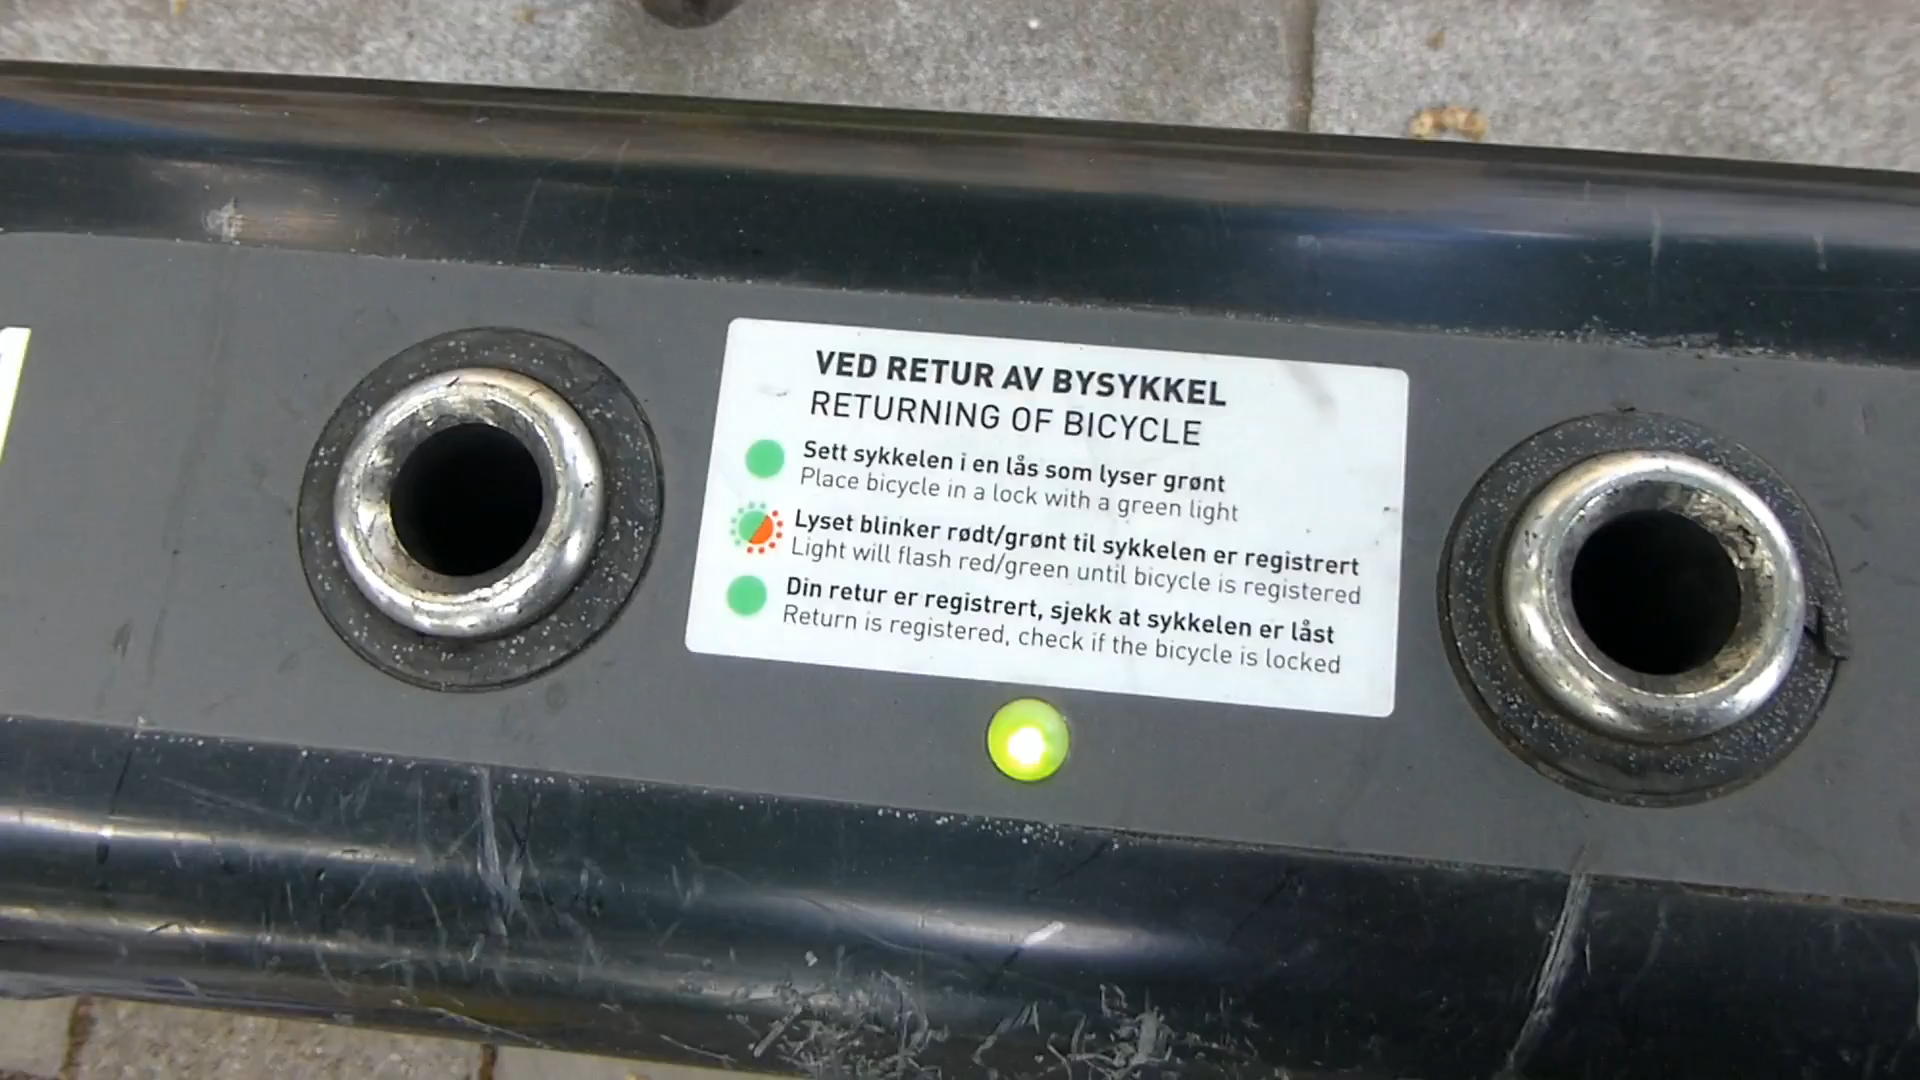 VED RETUR AV BYSYKKEL
RETURNING OF BICYCLE
Sett sykkelen i en lås som lyser grønt
Place bicycle in a lock with a green light
Lyset blinker rødt/grønt til sykkelen er registrert
Light will flash red/green until bicycle is registered
Din retur er registrert, sjekk at sykkelen er låst
Return is registered, check if the bicycle is locked